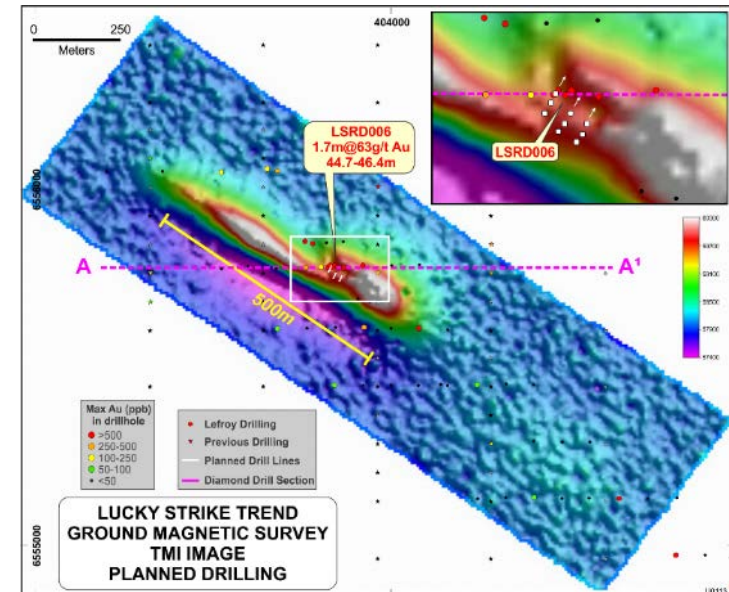 0 250
Meters
404000
LSRD006
1.7m@63g/t Au
44.7-46.4m
LSRD006
6556000
A
A¹
500m
Max Au (ppb)
in drillhole
>500
250-500
100-250
50-100
<50
Lefroy Drilling
Previous Drilling
Planned Drill Lines
Diamond Drill Section
LUCKY STRIKE TREND
GROUND MAGNETIC SURVEY
TMI IMAGE
PLANNED DRILLING
6555000